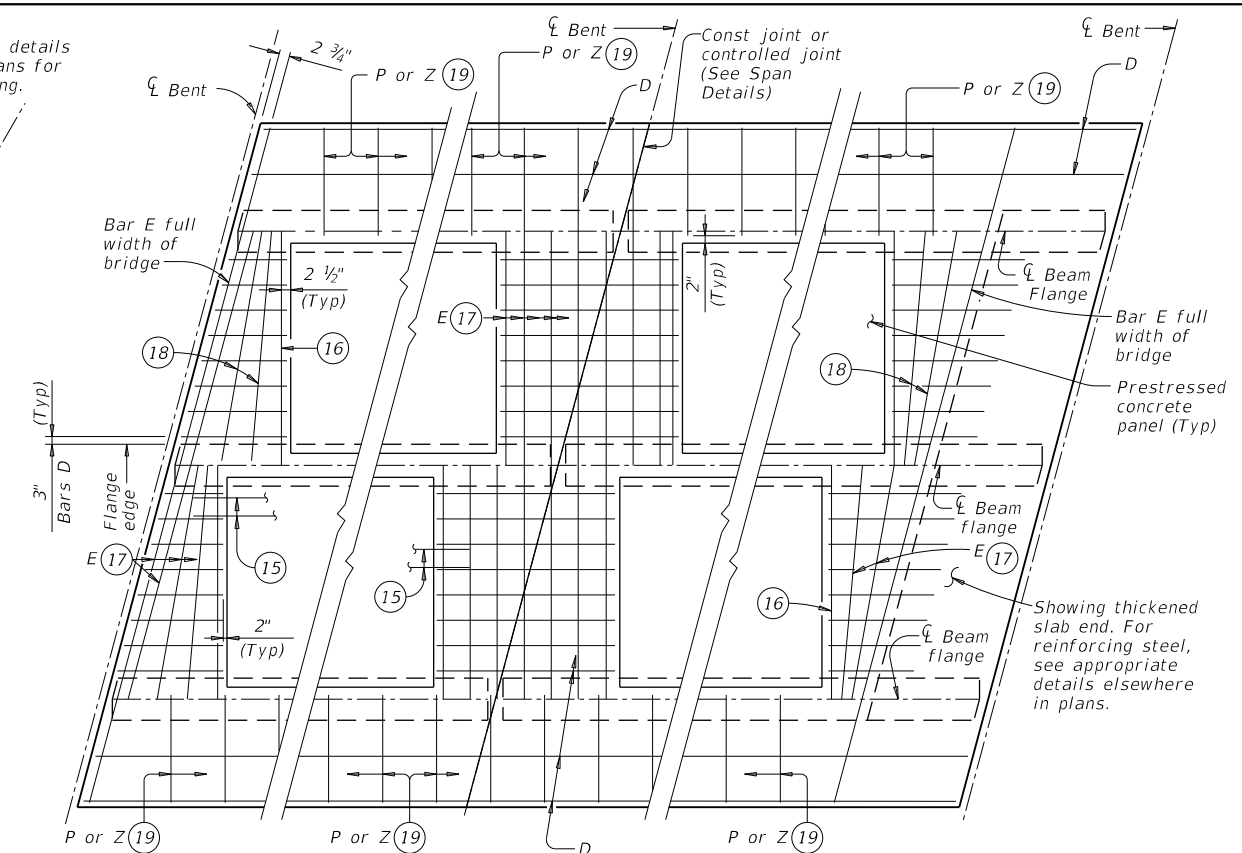 details
ans for
ng.
2 ¾"
℄ Bent
P or Z 19
℄ Bent
P or Z 19
D
Const joint or
controlled joint
(See Span
Details)
P or Z 19
℄ Bent
D
Bar E full
width of
bridge
2 ½"
(Typ)
E 17
16
18
2"
(Typ)
18
℄ Beam
Flange
Bar E full
width of
bridge
Prestressed
concrete
panel (Typ)
(Typ)
3"
Bars D
Flange
edge
E 17
15
15
2"
(Typ)
16
℄ Beam
flange
E 17
℄ Beam
flange
Showing thickened
slab end. For
reinforcing steel,
see appropriate
details elsewhere
in plans.
P or Z 19
P or Z 19
D
P or Z 19